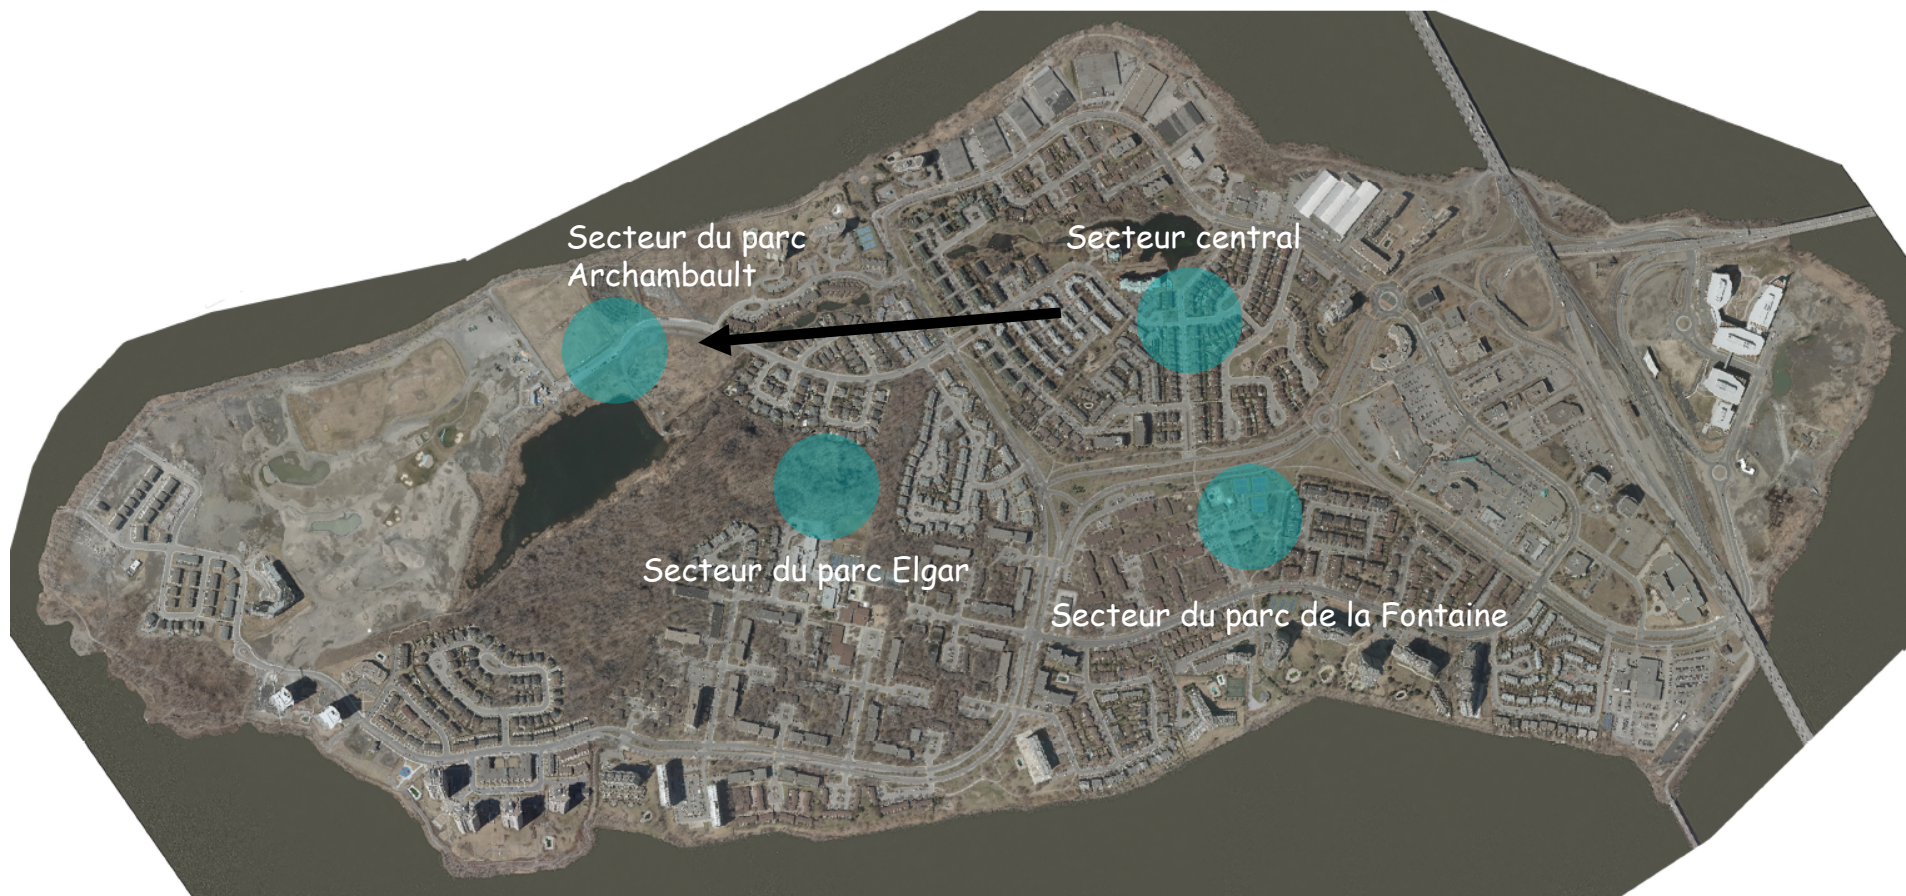 Secteur du parc
Archambault
Secteur central
Secteur du parc Elgar
Secteur du parc de la Fontaine